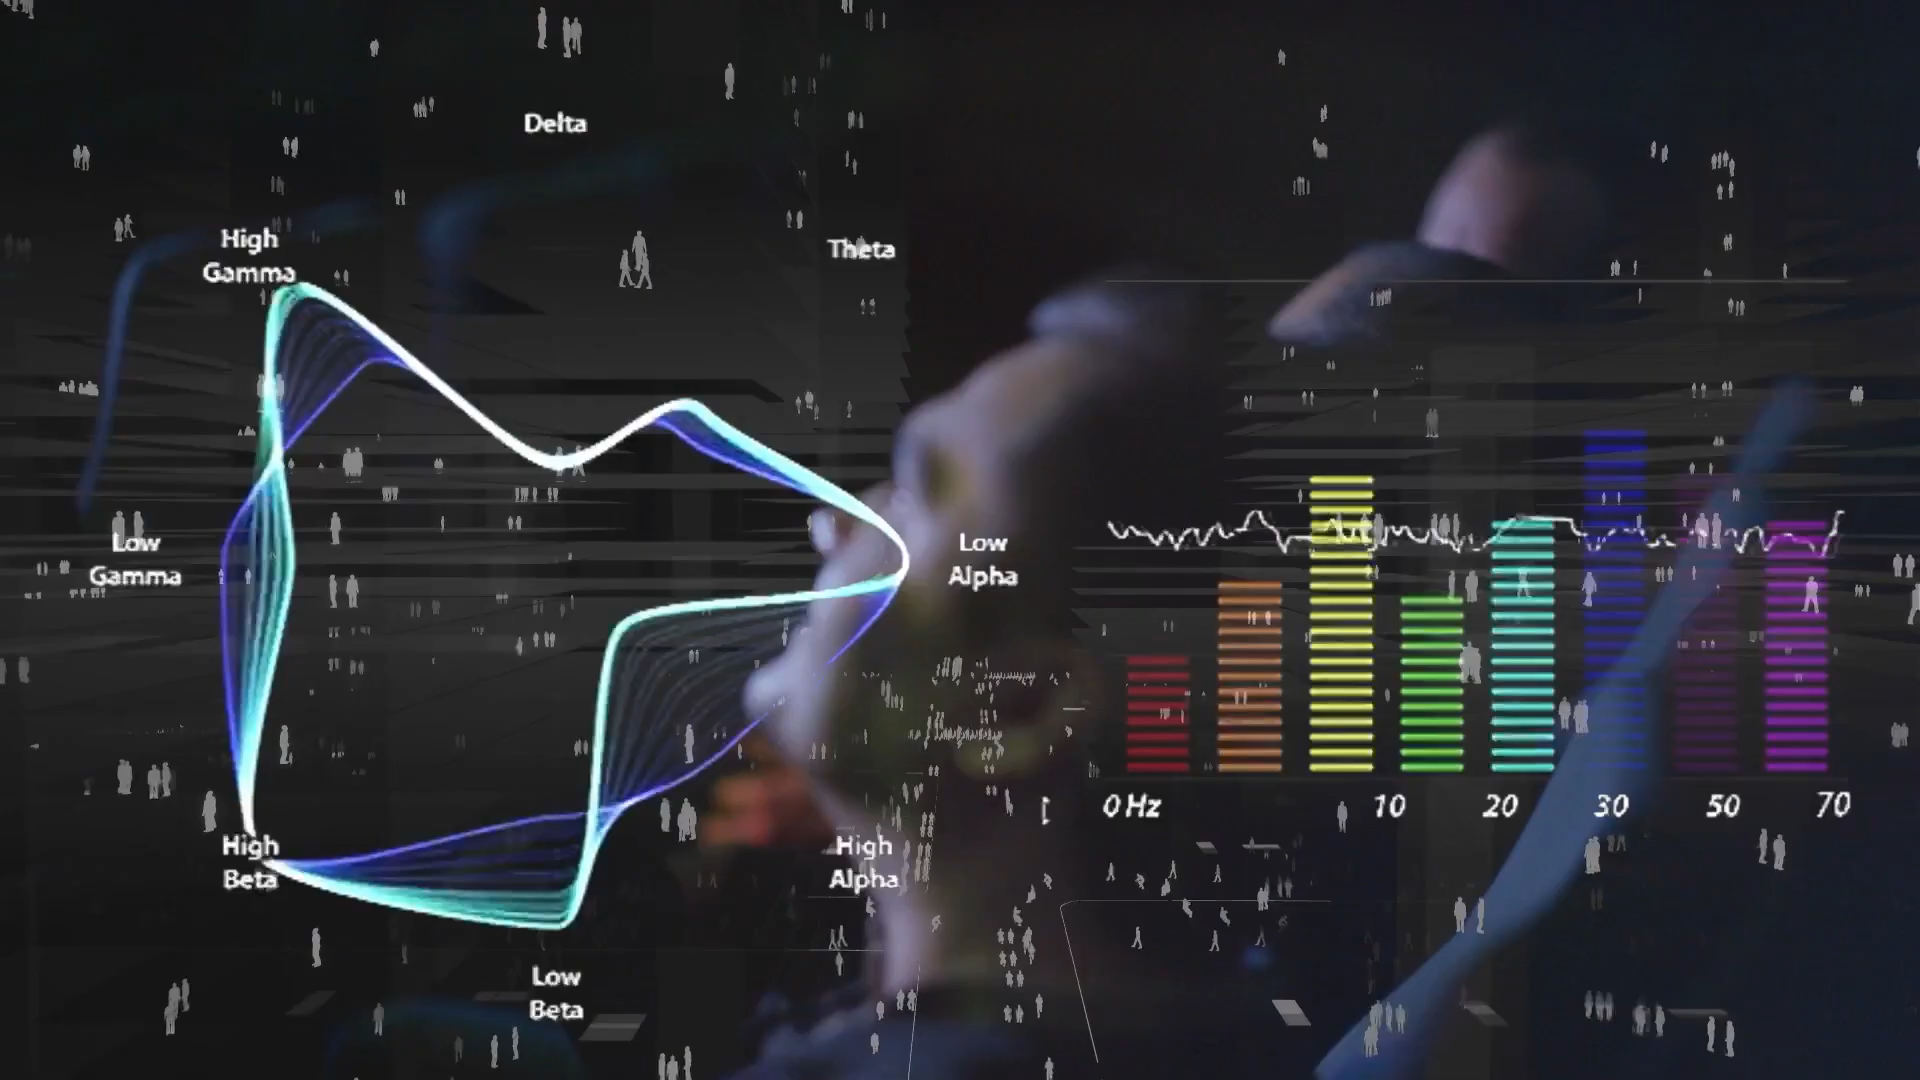 Delta
High
Gamma
Theta
Low
Gamma
Low
Alpha
0 Hz 10 20 30 50 70
High
Beta
High
Alpha
Low
Beta